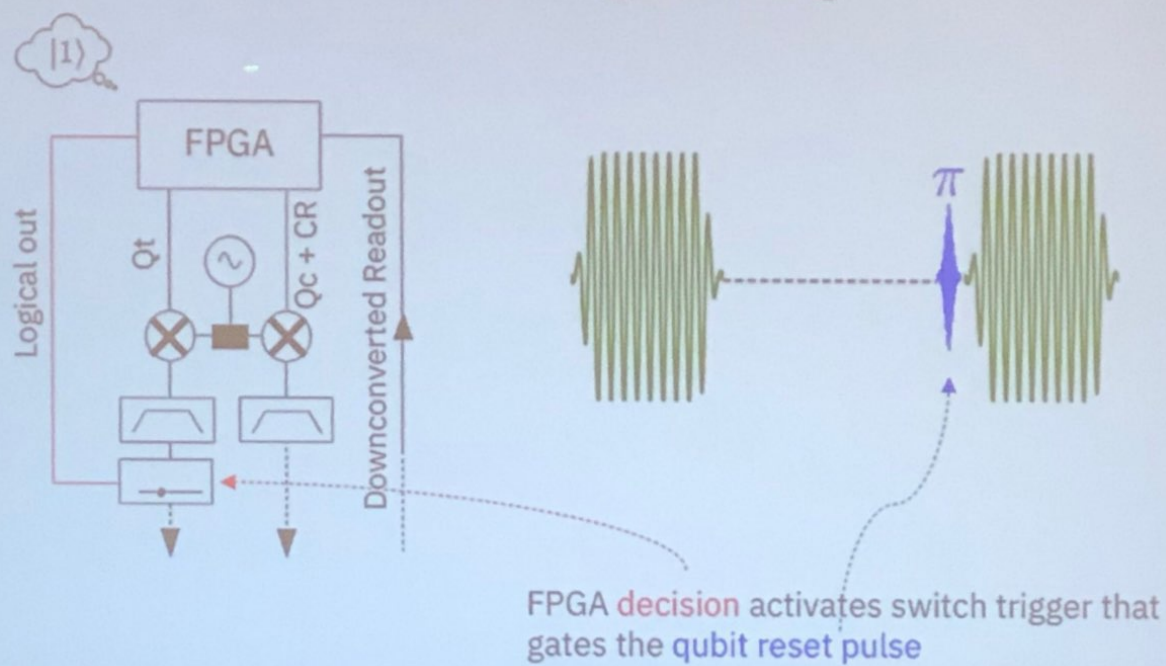 |1⟩
FPGA
Logical out
Qt
Qc + CR
Downconverted Readout
π
FPGA decision activates switch trigger that
gates the qubit reset pulse